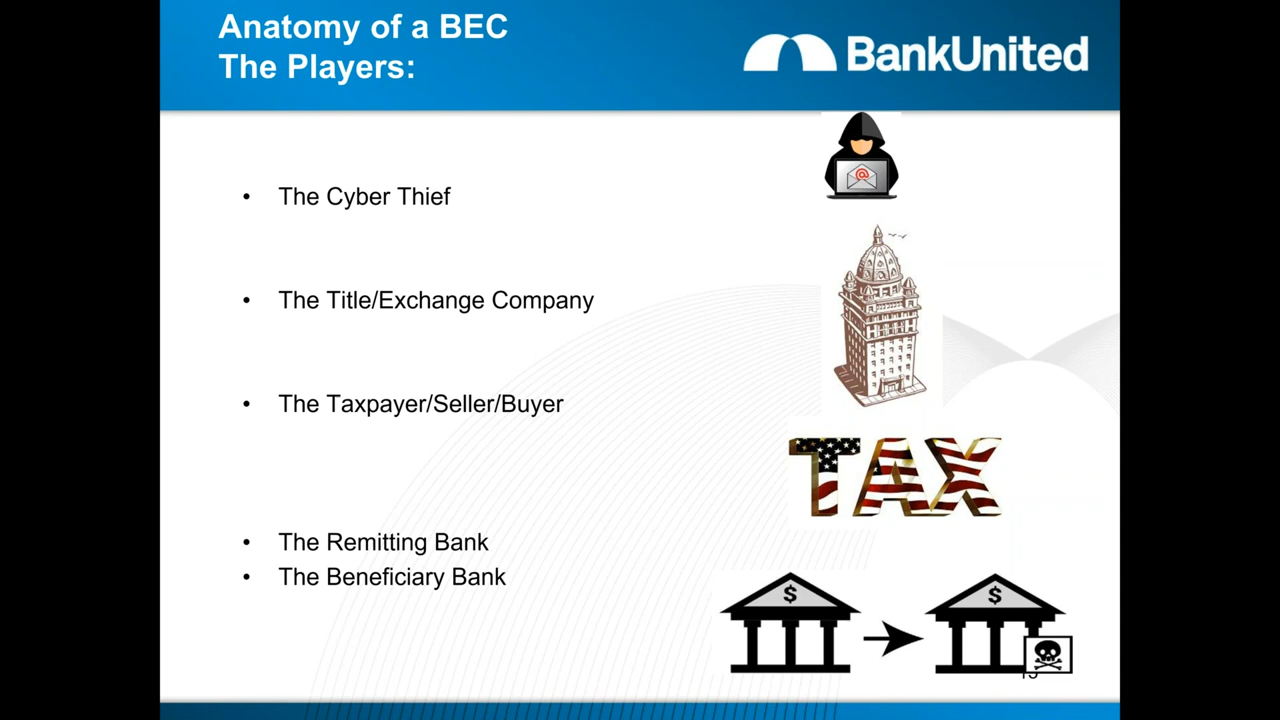 Anatomy of a BEC
The Players:
BankUnited
• The Cyber Thief
@
• The Title/Exchange Company
• The Taxpayer/Seller/Buyer
TAX
• The Remitting Bank
• The Beneficiary Bank
$ $